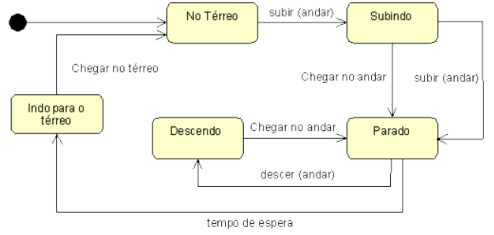 No Térreo
subir (andar)
Subindo
Chegar no térreo
Chegar no andar
subir (andar)
Indo para o
térreo
Descendo
Chegar no andar
Parado
descer (andar)
tempo de espera